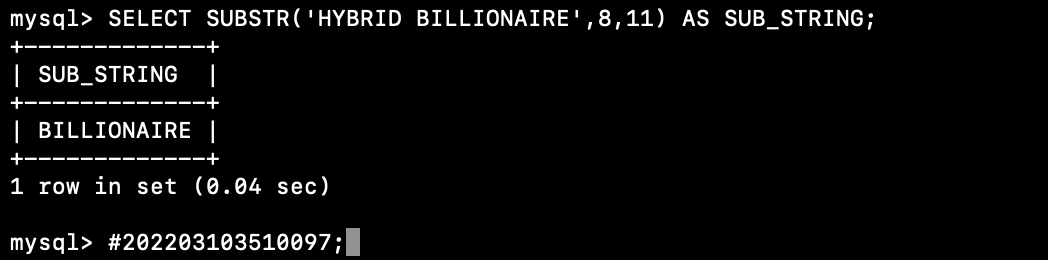 mysql> SELECT SUBSTR('HYBRID BILLIONAIRE',8,11) AS SUB_STRING;
+-------------+
| SUB_STRING  |
+-------------+
| BILLIONAIRE |
+-------------+
1 row in set (0.04 sec)
mysql> #202203103510097;